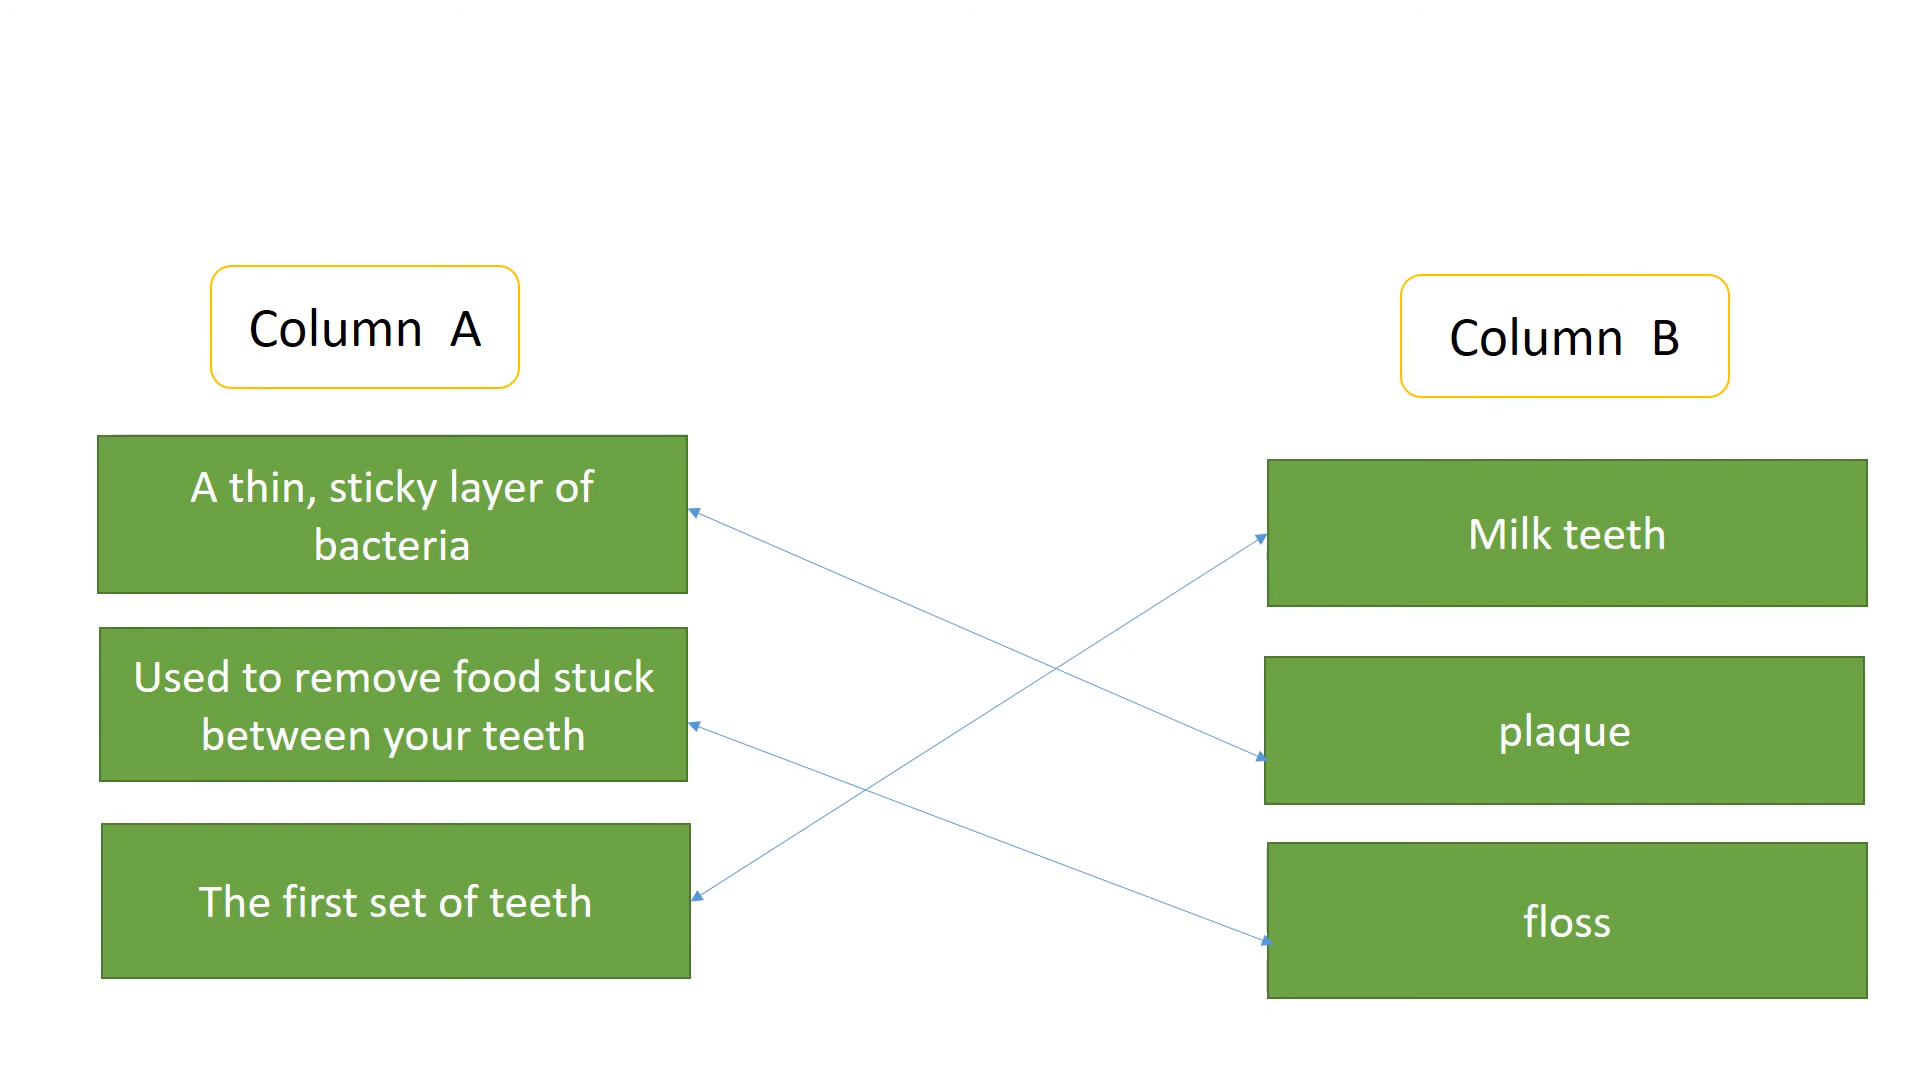 Column A
A thin, sticky layer of
bacteria
Used to remove food stuck
between your teeth
The first set of teeth
Column B
Milk teeth
plaque
floss